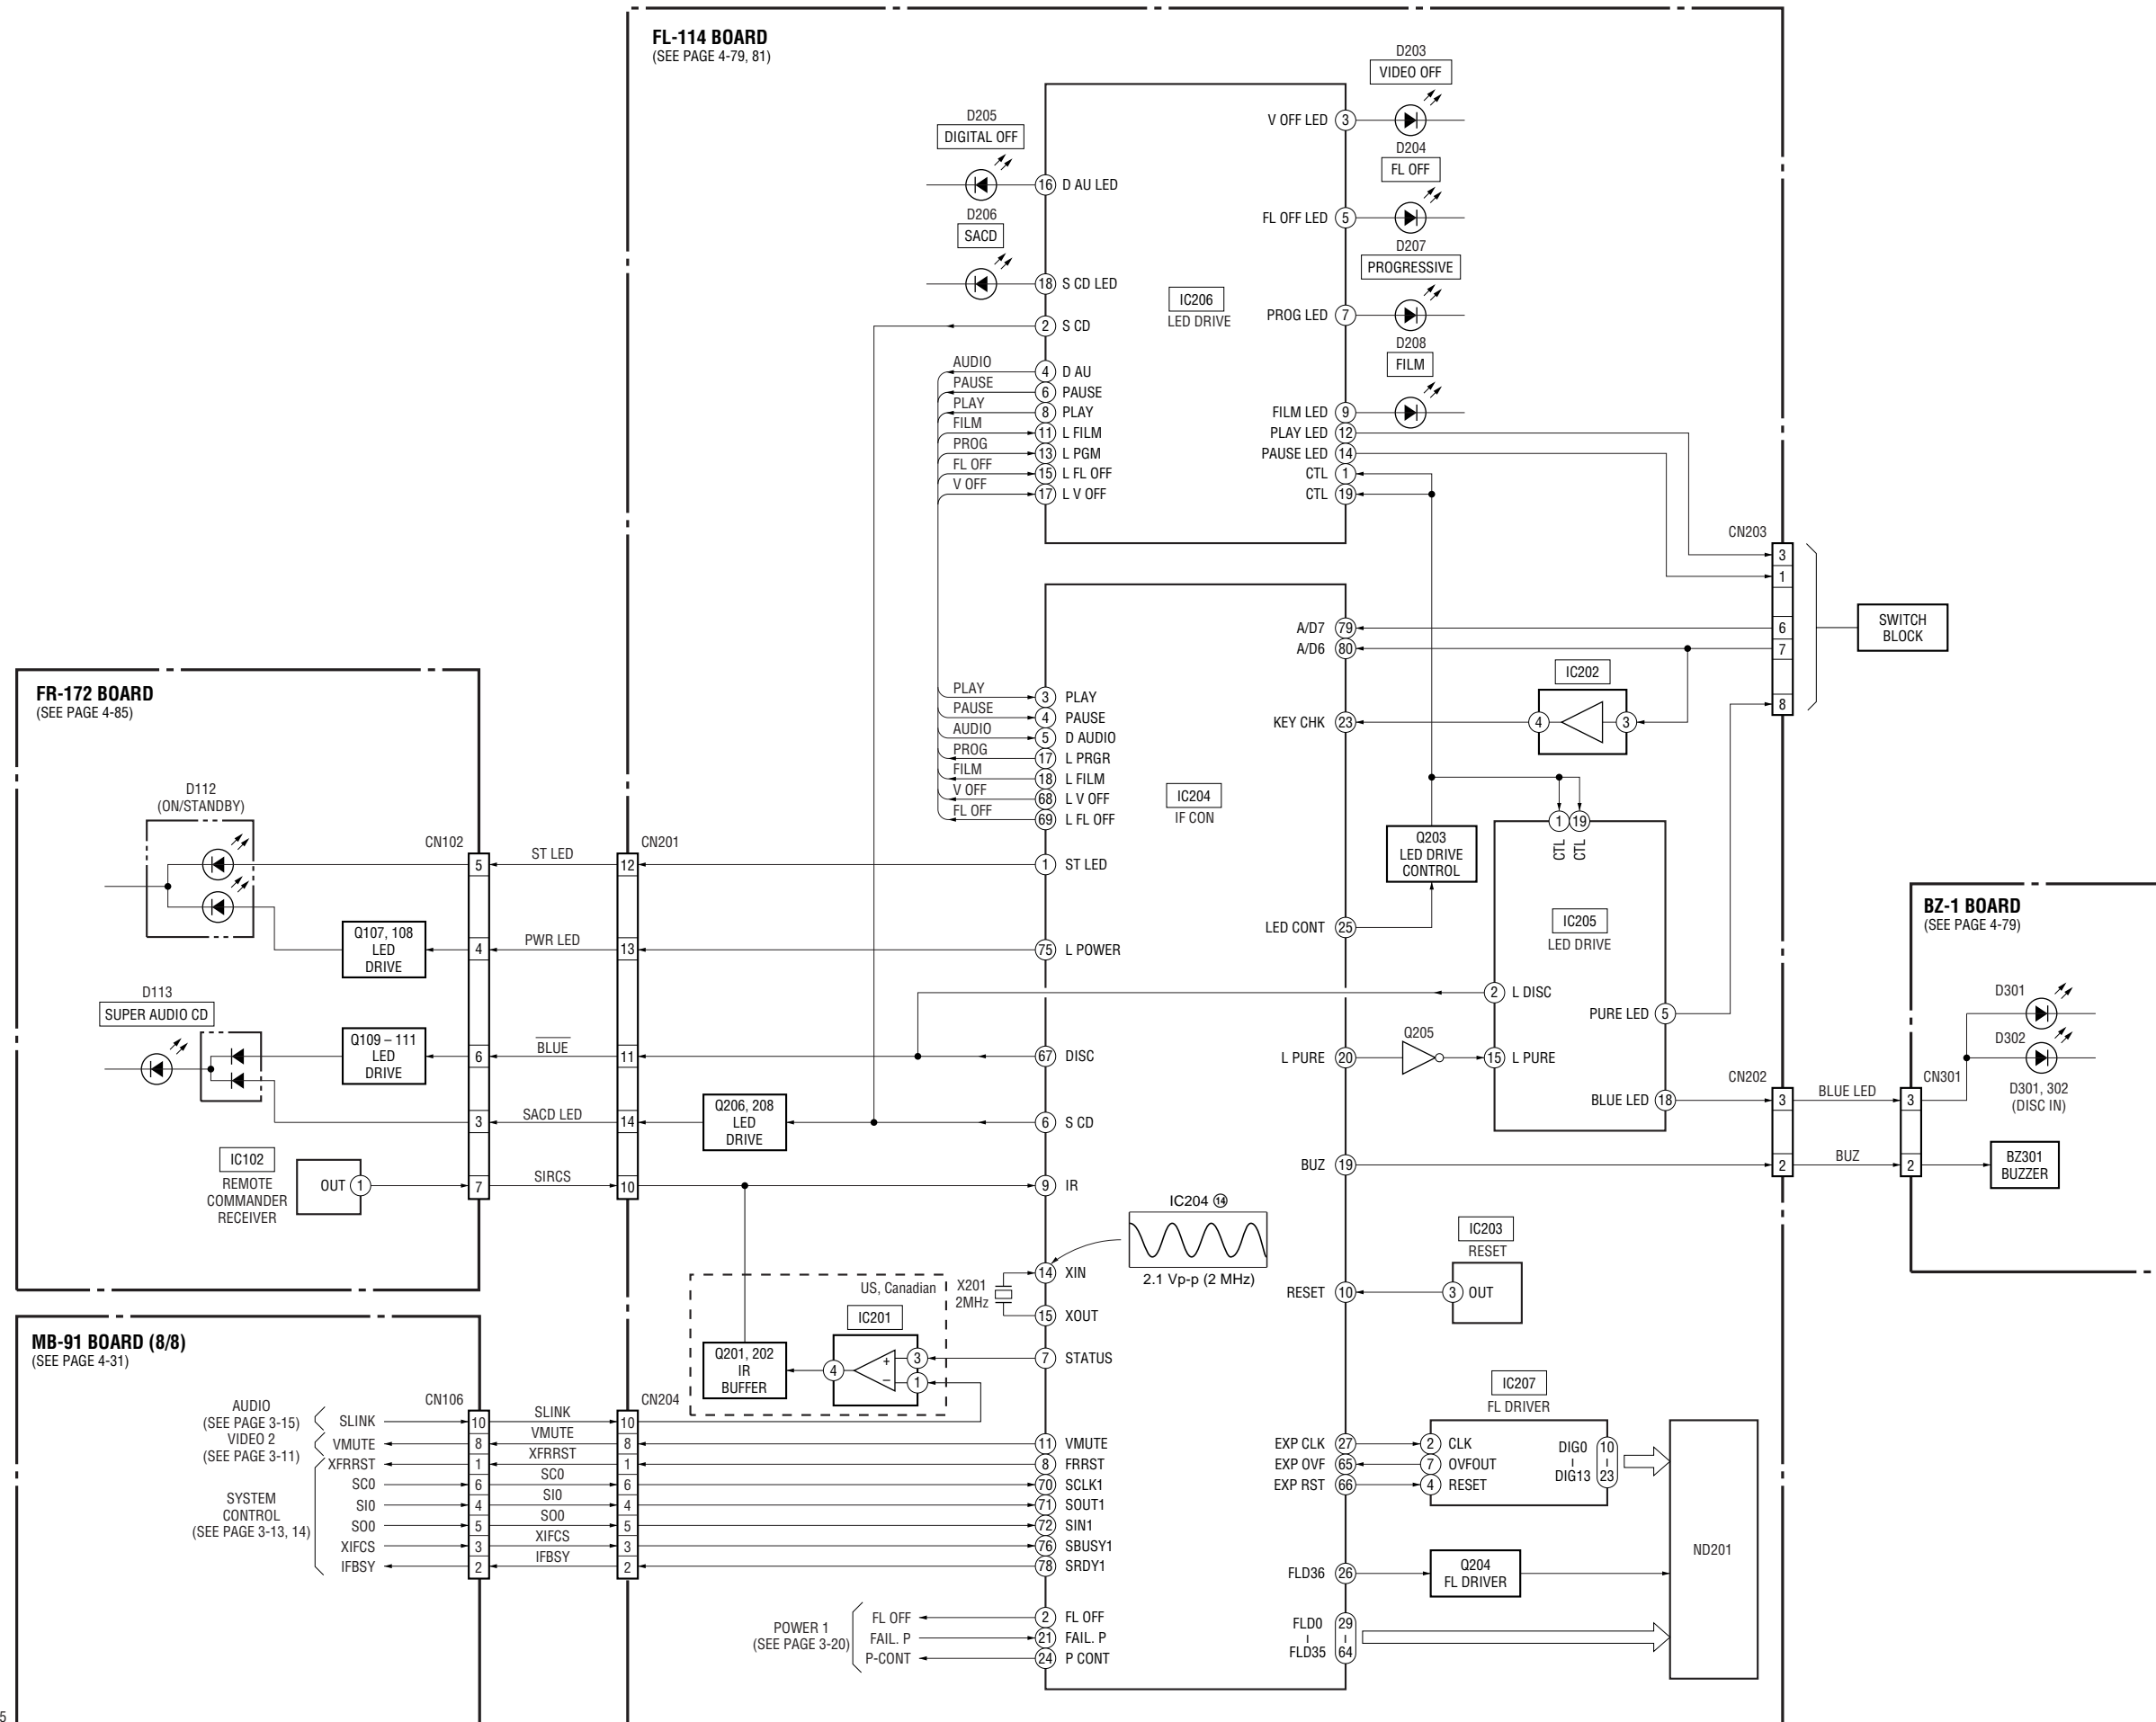 FL-114 BOARD
(SEE PAGE 4-79, 81)
D203
VIDEO OFF
V OFF LED 3
D205
DIGITAL OFF
16 D AU LED
D204
FL OFF
FL OFF LED 5
D206
SACD
18 S CD LED
D207
PROGRESSIVE
PROG LED 7
IC206
LED DRIVE
2 S CD
D208
FILM
AUDIO 4 D AU
PAUSE 6 PAUSE
PLAY 8 PLAY
FILM 11 L FILM
PROG 13 L PGM
FL OFF 15 L FL OFF
V OFF 17 L V OFF
FILM LED 9
PLAY LED 12
PAUSE LED 14
CTL 1
CTL 19
CN203
3
1
6
7
8
SWITCH
BLOCK
A/D7 79
A/D6 80
IC202
4 3
KEY CHK 23
PLAY 3 PLAY
PAUSE 4 PAUSE
AUDIO 5 D AUDIO
PROG 17 L PRGR
FILM 18 L FILM
V OFF 68 L V OFF
FL OFF 69 L FL OFF
IC204
IF CON
1 ST LED
75 L POWER
67 DISC
6 S CD
9 IR
LED CONT 25
Q203
LED DRIVE
CONTROL
1 19
CTL
CTL
IC205
LED DRIVE
2 L DISC
PURE LED 5
L PURE 20
Q205
15 L PURE
BLUE LED 18
BUZ 19
CN202
3
2
BLUE LED
BUZ
BZ-1 BOARD
(SEE PAGE 4-79)
D301
D302
D301, 302
(DISC IN)
CN301
3
2
BZ301
BUZZER
FR-172 BOARD
(SEE PAGE 4-85)
D112
(ON/STANDBY)
CN102
5
4
6
3
7
CN201
12
13
11
14
10
ST LED
PWR LED
BLUE
SACD LED
SIRCS
Q107, 108
LED
DRIVE
D113
SUPER AUDIO CD
Q109 – 111
LED
DRIVE
Q206, 208
LED
DRIVE
IC102
REMOTE
COMMANDER
RECEIVER
OUT 1
IC204 ⑭
2.1 Vp-p (2 MHz)
US, Canadian
X201
2MHz
14 XIN
15 XOUT
7 STATUS
IC201
Q201, 202
IR
BUFFER
4
+
–
3
1
IC203
RESET
RESET 10
3 OUT
MB-91 BOARD (8/8)
(SEE PAGE 4-31)
CN106
CN204
AUDIO
(SEE PAGE 3-15)
VIDEO 2
(SEE PAGE 3-11)
SYSTEM
CONTROL
(SEE PAGE 3-13, 14)
SLINK 10 SLINK 10
VMUTE 8 VMUTE 8 11 VMUTE
XFRRST 1 XFRRST 1 8 FRRST
SC0 6 SC0 6 70 SCLK1
SI0 4 SI0 4 71 SOUT1
SO0 5 SO0 5 72 SIN1
XIFCS 3 XIFCS 3 76 SBUSY1
IFBSY 2 IFBSY 2 78 SRDY1
POWER 1
(SEE PAGE 3-20)
FL OFF 2 FL OFF
FAIL. P 21 FAIL. P
P-CONT 24 P CONT
IC207
FL DRIVER
EXP CLK 27 2 CLK
EXP OVF 65 7 OVFOUT
EXP RST 66 4 RESET
DIG0 10
DIG13 23
FLD36 26
Q204
FL DRIVER
FLD0 29
FLD35 64
ND201
5